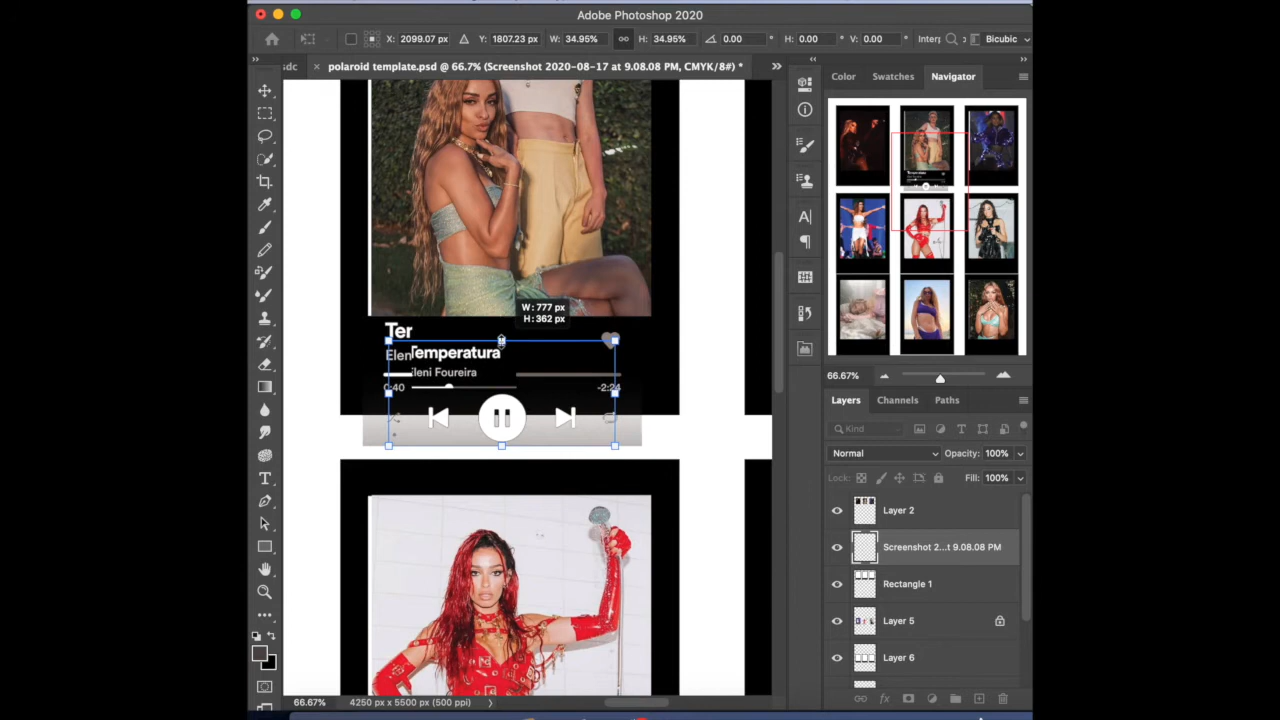 Adobe Photoshop 2020
X: 2099.07 px Y: 1807.23 px W: 34.95% H: 34.95% 0.00 ° H: 0.00 ° V: 0.00 ° Bicubic
polaroid template.psd @ 66.7% (Screenshot 2020-08-17 at 9.08.08 PM, CMYK/8#) *
Color Swatches Navigator
W: 777 px
H: 362 px
Ter
Temperatura
Elen
Eleni Foureira
0:40 -2:24
66.67%
Layers Channels Paths
Kind
Normal Opacity: 100%
Lock: Fill: 100%
Layer 2
Screenshot 2...t 9.08.08 PM
Rectangle 1
Layer 5
Layer 6
66.67% 4250 px x 5500 px (500 ppi)